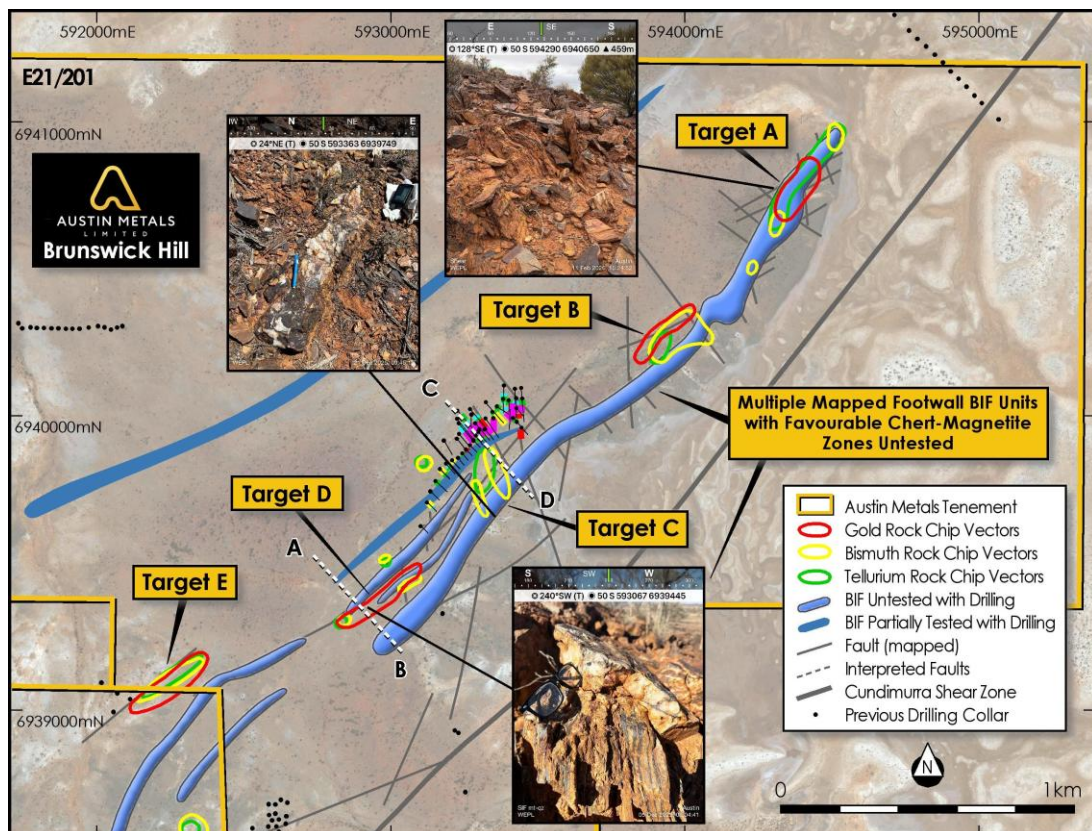 592000mE
593000mE
594000mE
595000mE
E21/201
6941000mN
6940000mN
6939000mN
AUSTIN METALS
LIMITED
Brunswick Hill
24°NE (T) 50 S 593363 6939749
128°SE (T) 50 S 594290 6940650 ▲ 459m
Target A
Target B
Multiple Mapped Footwall BIF Units
with Favourable Chert-Magnetite
Zones Untested
C
D
Target D
Target C
A
B
Target E
240°SW (T) 50 S 593067 6939445
Austin Metals Tenement
Gold Rock Chip Vectors
Bismuth Rock Chip Vectors
Tellurium Rock Chip Vectors
BIF Untested with Drilling
BIF Partially Tested with Drilling
Fault (mapped)
Interpreted Faults
Cundimurra Shear Zone
Previous Drilling Collar
N
0
1km